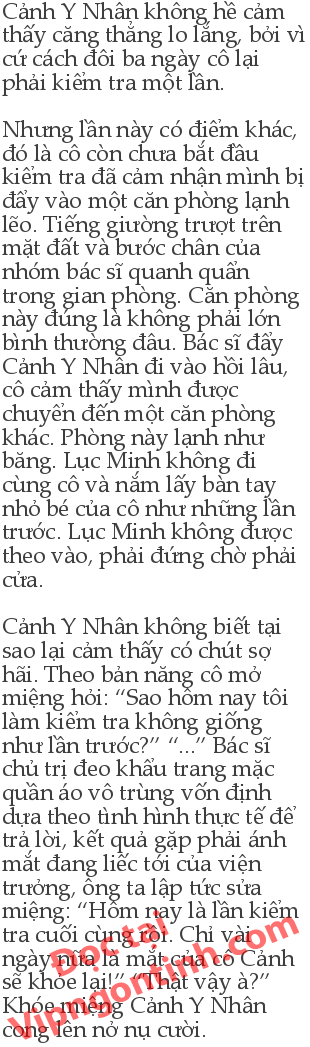 Cảnh Y Nhân không hề cảm
thấy căng thẳng lo lắng, bởi vì
cứ cách đôi ba ngày cô lại
phải kiểm tra một lần.
Nhưng lần này có điểm khác,
đó là cô còn chưa bắt đầu
kiểm tra đã cảm nhận mình bị
đẩy vào một căn phòng lạnh
lẽo. Tiếng giường trượt trên
mặt đất và bước chân của
nhóm bác sĩ quanh quẩn
trong gian phòng. Căn phòng
này đúng là không phải lớn
bình thường đâu. Bác sĩ đẩy
Cảnh Y Nhân đi vào hồi lâu,
cô cảm thấy mình được
chuyển đến một căn phòng
khác. Phòng này lạnh như
băng. Lục Minh không đi
cùng cô và nắm lấy bàn tay
nhỏ bé của cô như những lần
trước. Lục Minh không được
theo vào, phải đứng chờ phải
cửa.
Cảnh Y Nhân không biết tại
sao lại cảm thấy có chút sợ
hãi. Theo bản năng cô mở
miệng hỏi: “Sao hôm nay tôi
làm kiểm tra không giống
như lần trước?” “...” Bác sĩ
chủ trị đeo khẩu trang mặc
quần áo vô trùng vốn định
dựa theo tình hình thực tế để
trả lời, kết quả gặp phải ánh
mắt đang liếc tới của viện
trưởng, ông ta lập tức sửa
miệng: “Hôm nay là lần kiểm
tra cuối cùng rồi. Chỉ vài
ngày nữa là mắt của cô Cảnh
sẽ khỏe lại!” “Thật vậy à?”
Khóe miệng Cảnh Y Nhân
cong lên nở nụ cười.
Đọc tại
Vipngontinh.com